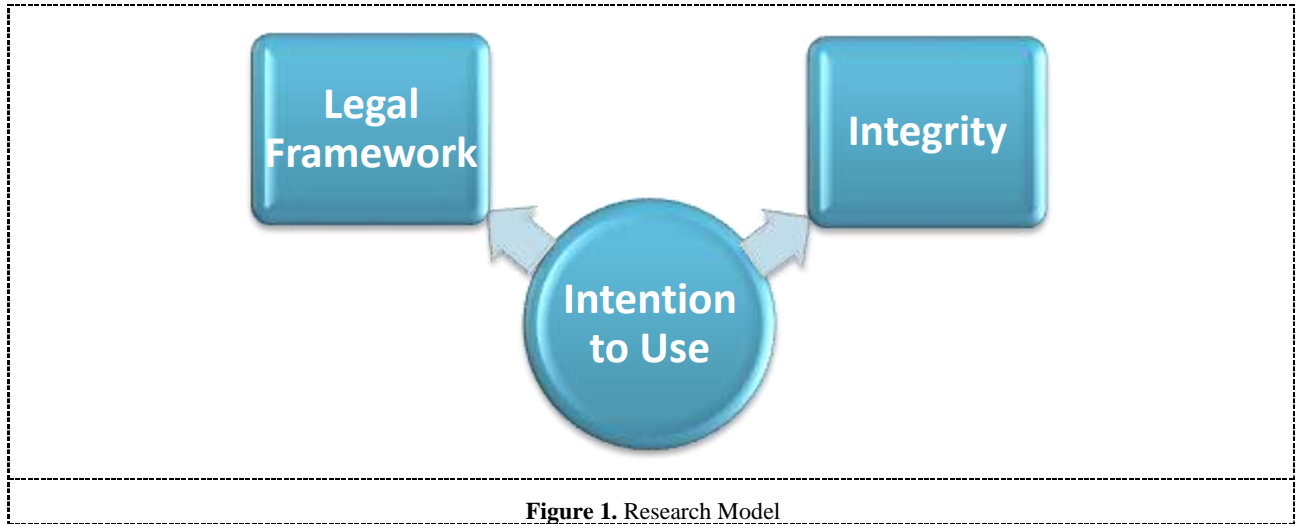 Legal
Framework
Integrity
Intention
to Use
Figure 1. Research Model